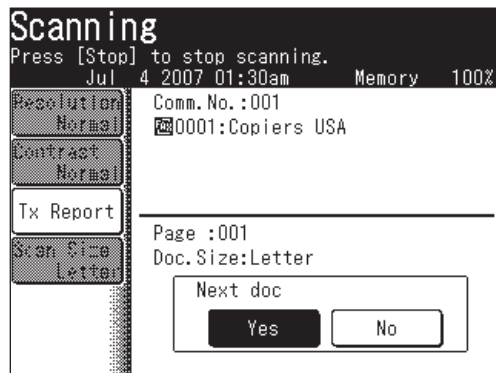 Scanning
Press [Stop] to stop scanning.
Jul 4 2007 01:30am Memory 100%
Resolution
Normal
Contrast
Normal
Tx Report
Scan Size
Letter
Comm.No.:001
Fax 0001:Copiers USA
Page :001
Doc.Size:Letter
Next doc
Yes
No